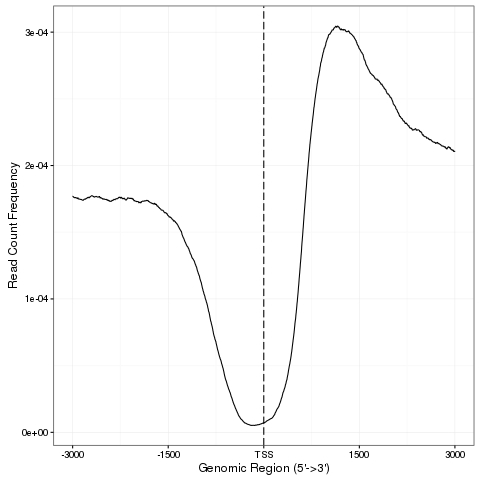 3e-04
2e-04
1e-04
0e+00
Read Count Frequency
-3000 -1500 TSS 1500 3000
Genomic Region (5'->3')